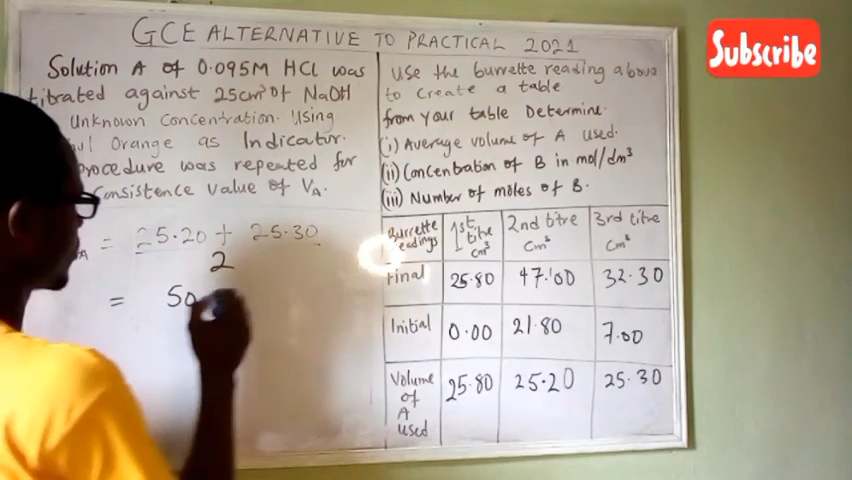 GCE ALTERNATIVE TO PRACTICAL 2021
Subscribe
Solution A of 0.095M HCl was
titrated against 25cm³ of NaOH
Unknown Concentration. Using
Orange as Indicator.
Procedure was repeated for
Consistence value of VA.
= 25.20 + 25.30
2
= 50
Use the burrette reading above
to create a table
from your table Determine.
(i) Average volume of A used.
(ii) Concentration of B in mol/dm³
(iii) Number of moles of B.
Burrette readings 1st titre cm³ 2nd titre cm³ 3rd titre cm³
Final 25.80 47.00 32.30
Initial 0.00 21.80 7.00
Volume of A used 25.80 25.20 25.30